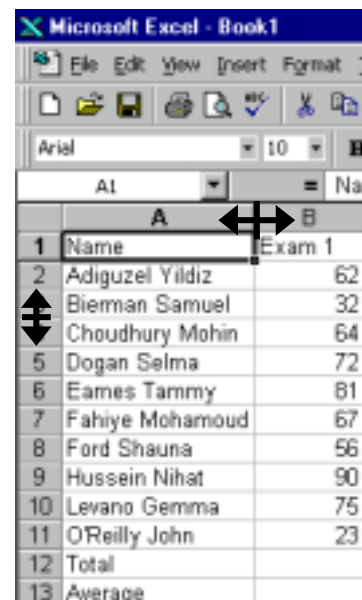 Microsoft Excel - Book1
File Edit View Insert Format
Arial 10 B
A1 = Na
A B
1 Name Exam 1
2 Adiguzel Yildiz 62
Bierman Samuel 32
Choudhury Mohin 64
5 Dogan Selma 72
6 Eames Tammy 81
7 Fahiye Mohamoud 67
8 Ford Shauna 56
9 Hussein Nihat 90
10 Levano Gemma 75
11 O'Reilly John 23
12 Total
13 Average